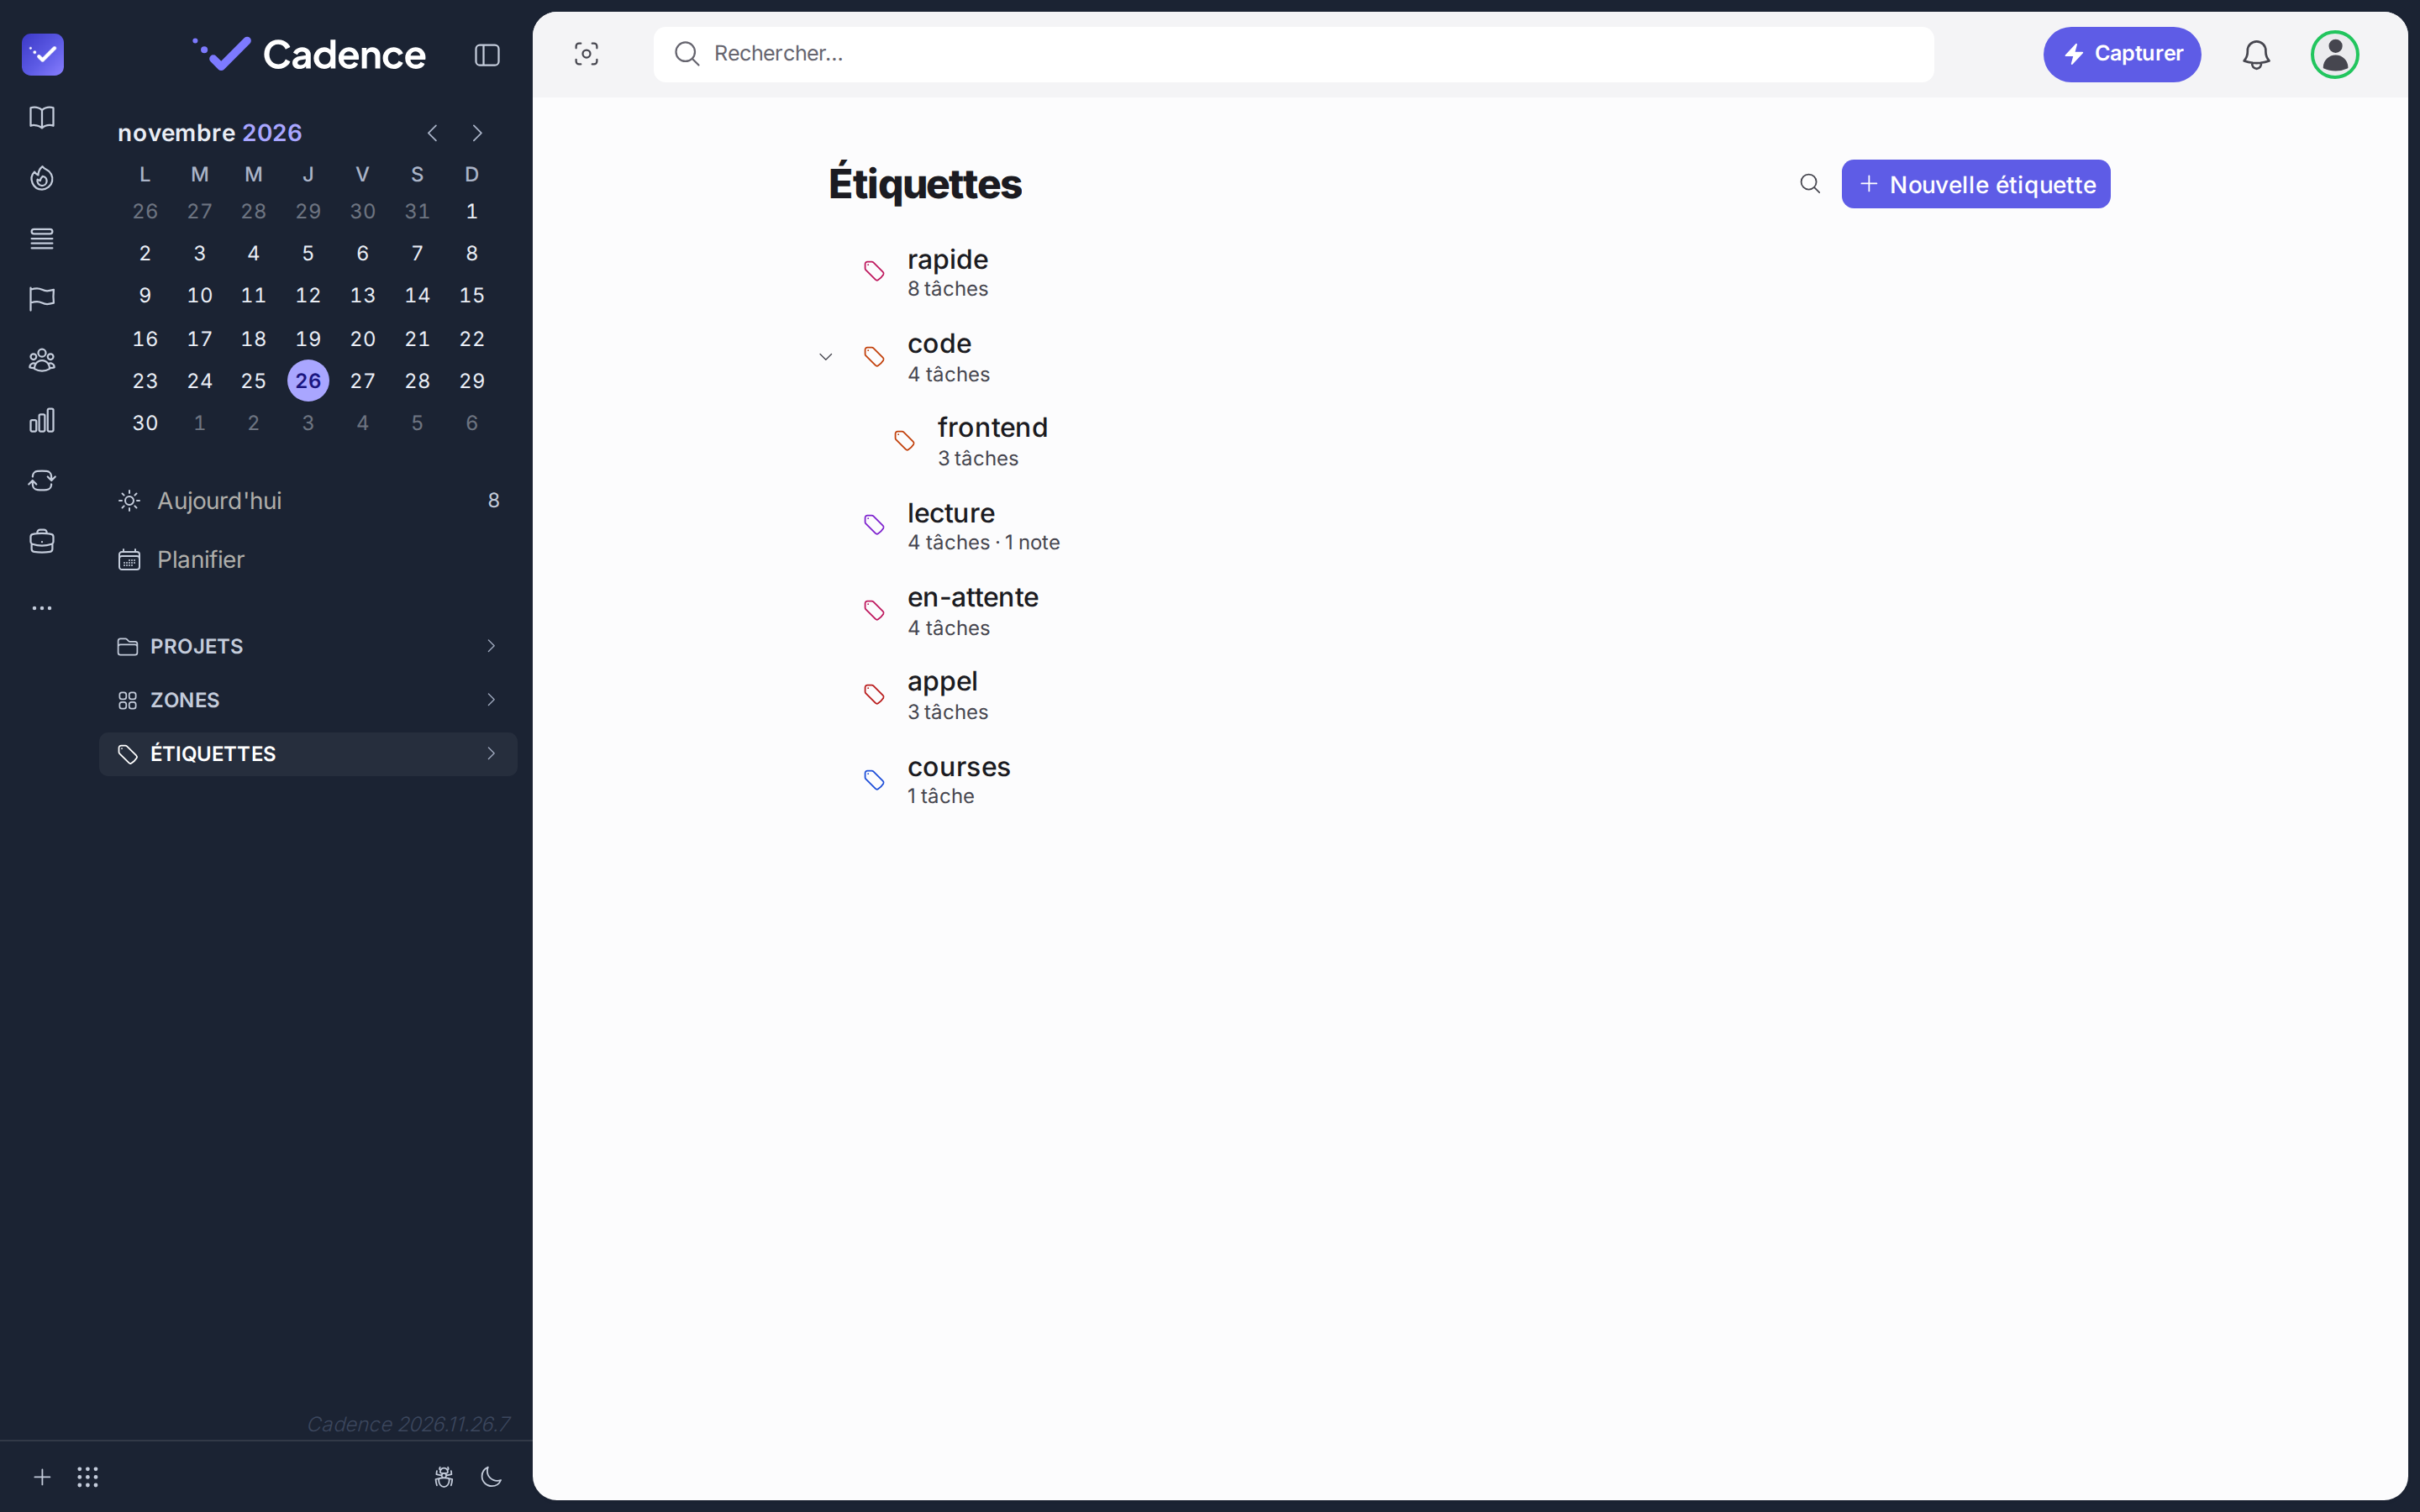 Cadence
novembre 2026
L M M J V S D
26 27 28 29 30 31 1
2 3 4 5 6 7 8
9 10 11 12 13 14 15
16 17 18 19 20 21 22
23 24 25 26 27 28 29
30 1 2 3 4 5 6
Aujourd'hui 8
Planifier
PROJETS
ZONES
ÉTIQUETTES
Cadence 2026.11.26.7
Rechercher...
Capturer
Étiquettes
Nouvelle étiquette
rapide
8 tâches
code
4 tâches
frontend
3 tâches
lecture
4 tâches · 1 note
en-attente
4 tâches
appel
3 tâches
courses
1 tâche